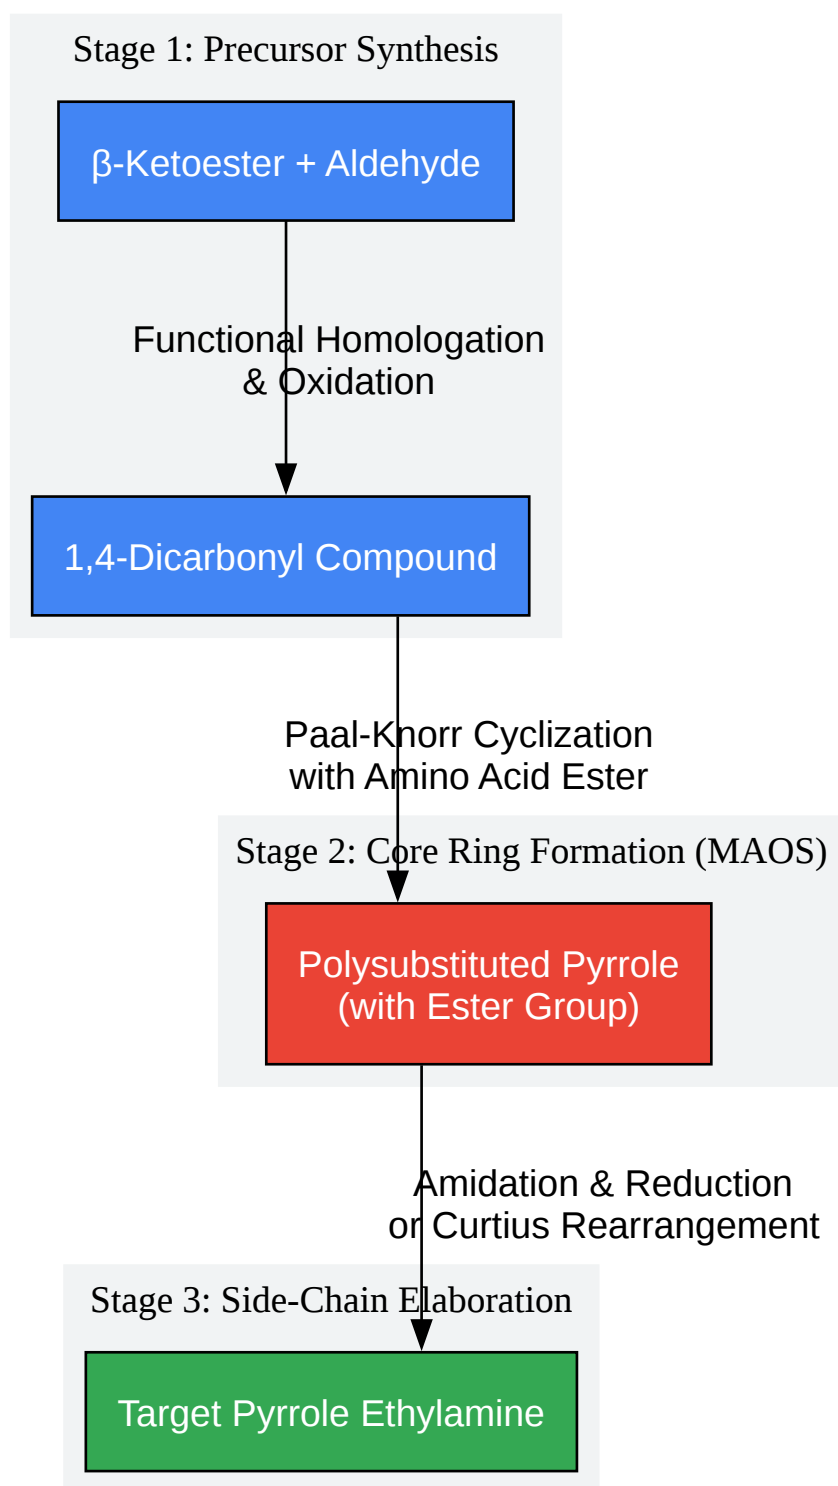 Stage 1: Precursor Synthesis
β-Ketoester + Aldehyde
Functional Homologation
& Oxidation
1,4-Dicarbonyl Compound
Paal-Knorr Cyclization
with Amino Acid Ester
Stage 2: Core Ring Formation (MAOS)
Polysubstituted Pyrrole
(with Ester Group)
Amidation & Reduction
or Curtius Rearrangement
Stage 3: Side-Chain Elaboration
Target Pyrrole Ethylamine